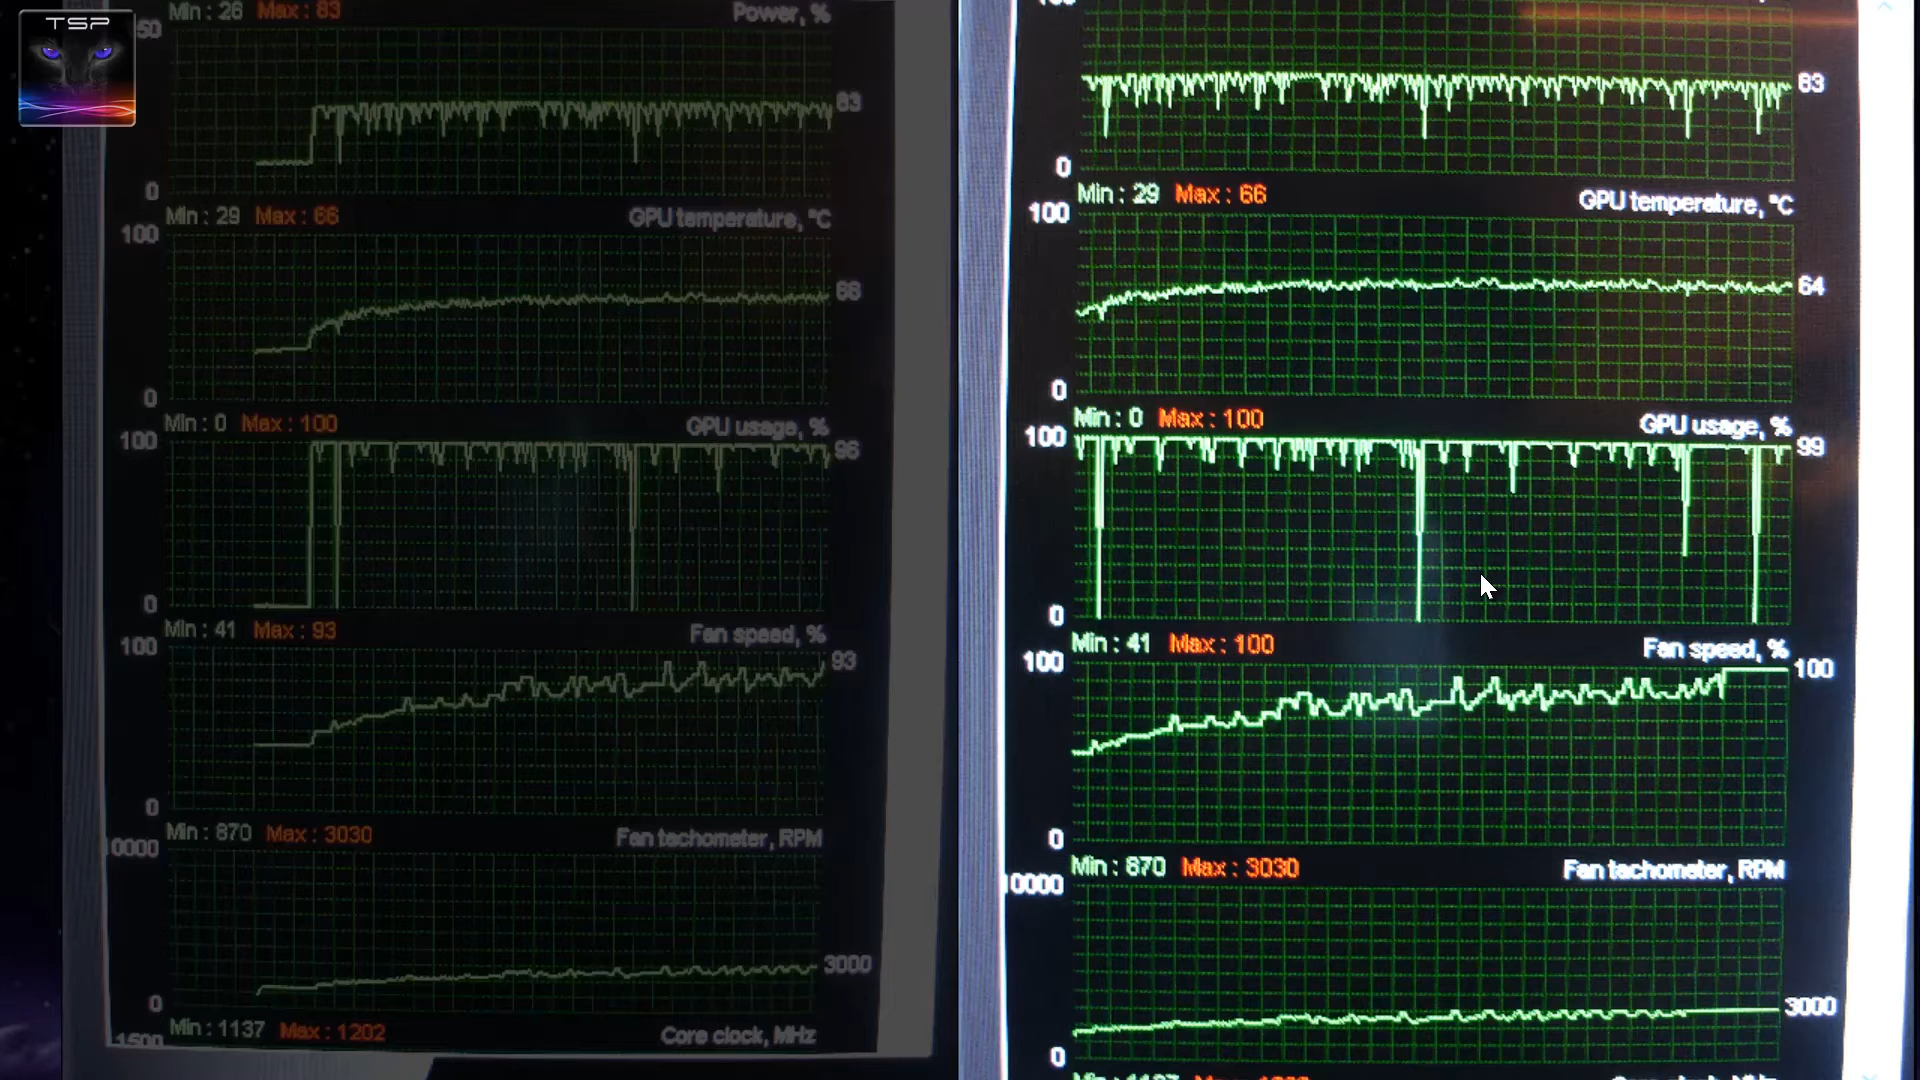 TSP
Min : 26 Max : 83 Power, %
50
83
0
Min : 29 Max : 66 GPU temperature, °C
100
66
0
Min : 0 Max : 100 GPU usage, %
100
96
0
Min : 41 Max : 93 Fan speed, %
100
93
0
Min : 870 Max : 3030 Fan tachometer, RPM
10000
3000
0
Min : 1137 Max : 1202 Core clock, MHz
1500
83
0
Min : 29 Max : 66 GPU temperature, °C
100
64
0
Min : 0 Max : 100 GPU usage, %
100
99
0
Min : 41 Max : 100 Fan speed, %
100
100
0
Min : 870 Max : 3030 Fan tachometer, RPM
10000
3000
0